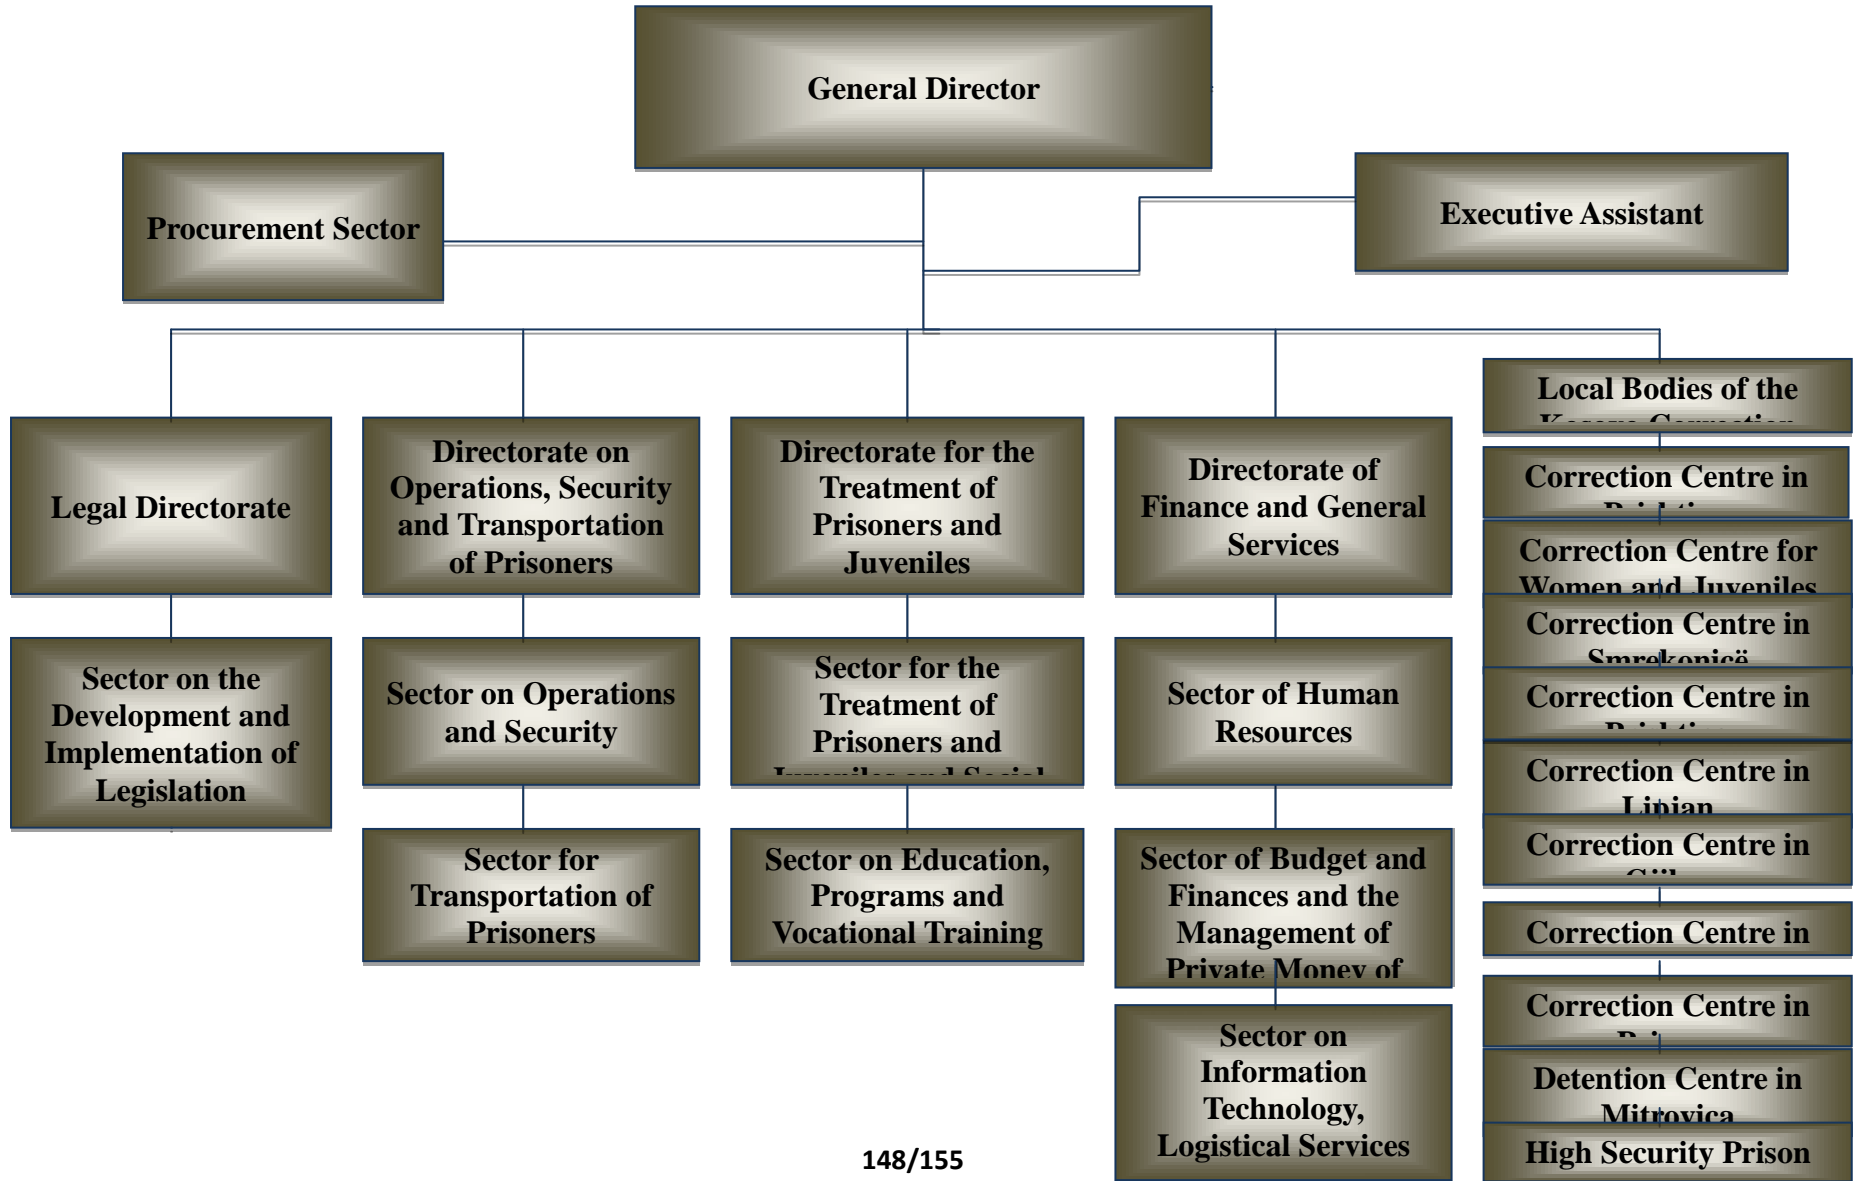 General Director
Procurement Sector
Executive Assistant
Legal Directorate
Sector on the
Development and
Implementation of
Legislation
Directorate on
Operations, Security
and Transportation
of Prisoners
Sector on Operations
and Security
Sector for
Transportation of
Prisoners
Directorate for the
Treatment of
Prisoners and
Juveniles
Sector for the
Treatment of
Prisoners and
Juveniles and Social
Sector on Education,
Programs and
Vocational Training
Directorate of
Finance and General
Services
Sector of Human
Resources
Sector of Budget and
Finances and the
Management of
Private Money of
Sector on
Information
Technology,
Logistical Services
Local Bodies of the
Kosovo Correction
Correction Centre in
Correction Centre for
Women and Juveniles
Correction Centre in
Smrekonicë
Correction Centre in
Correction Centre in
Lipjan
Correction Centre in
Correction Centre in
Correction Centre in
Detention Centre in
Mitrovica
High Security Prison
148/155